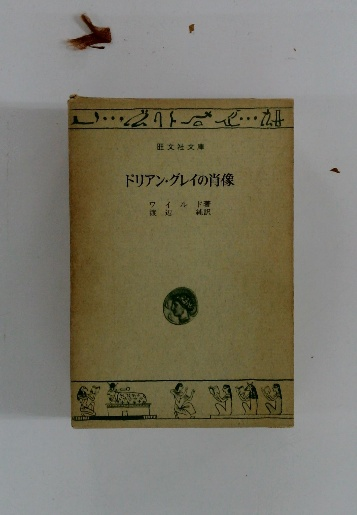 旺文社文庫
ドリアン・グレイの肖像
ワイルド著
渡辺 純訳